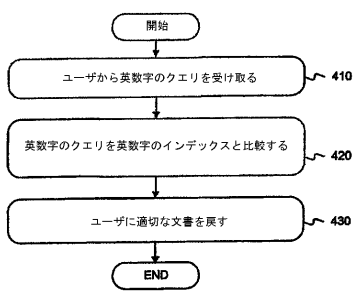 開始
ユーザから英数字のクエリを受け取る
410
英数字のクエリを英数字のインデックスと比較する
420
ユーザに適切な文書を戻す
430
END